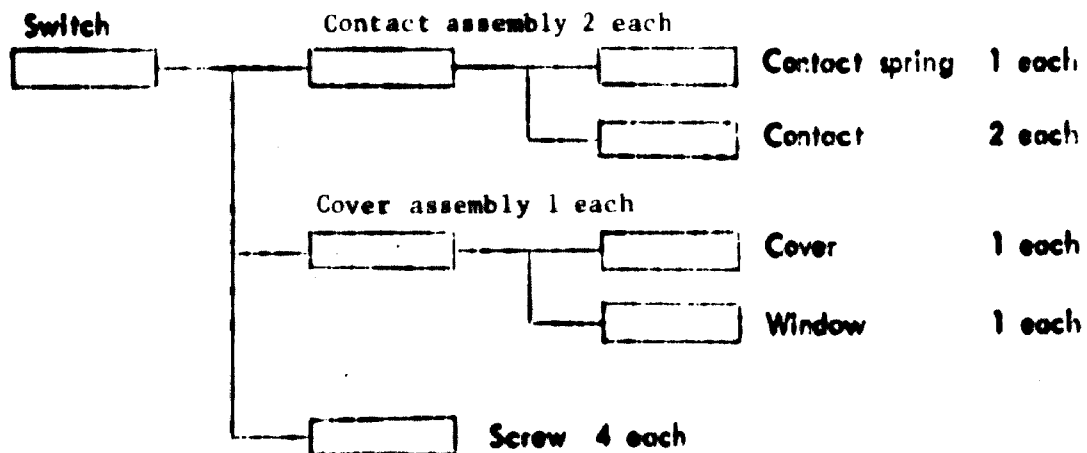 Switch
Contact assembly 2 each
Contact spring 1 each
Contact 2 each
Cover assembly 1 each
Cover 1 each
Window 1 each
Screw 4 each